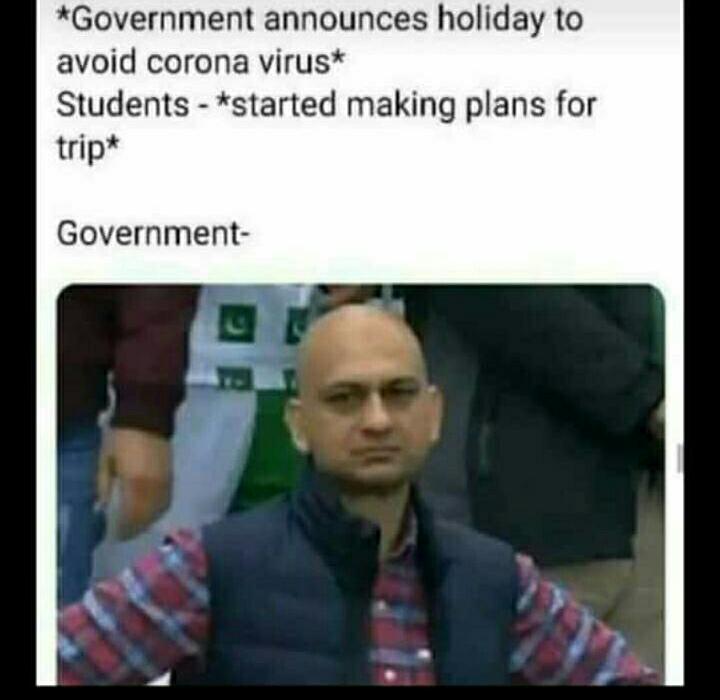 *Government announces holiday to
avoid corona virus*
Students - *started making plans for
trip*
Government-